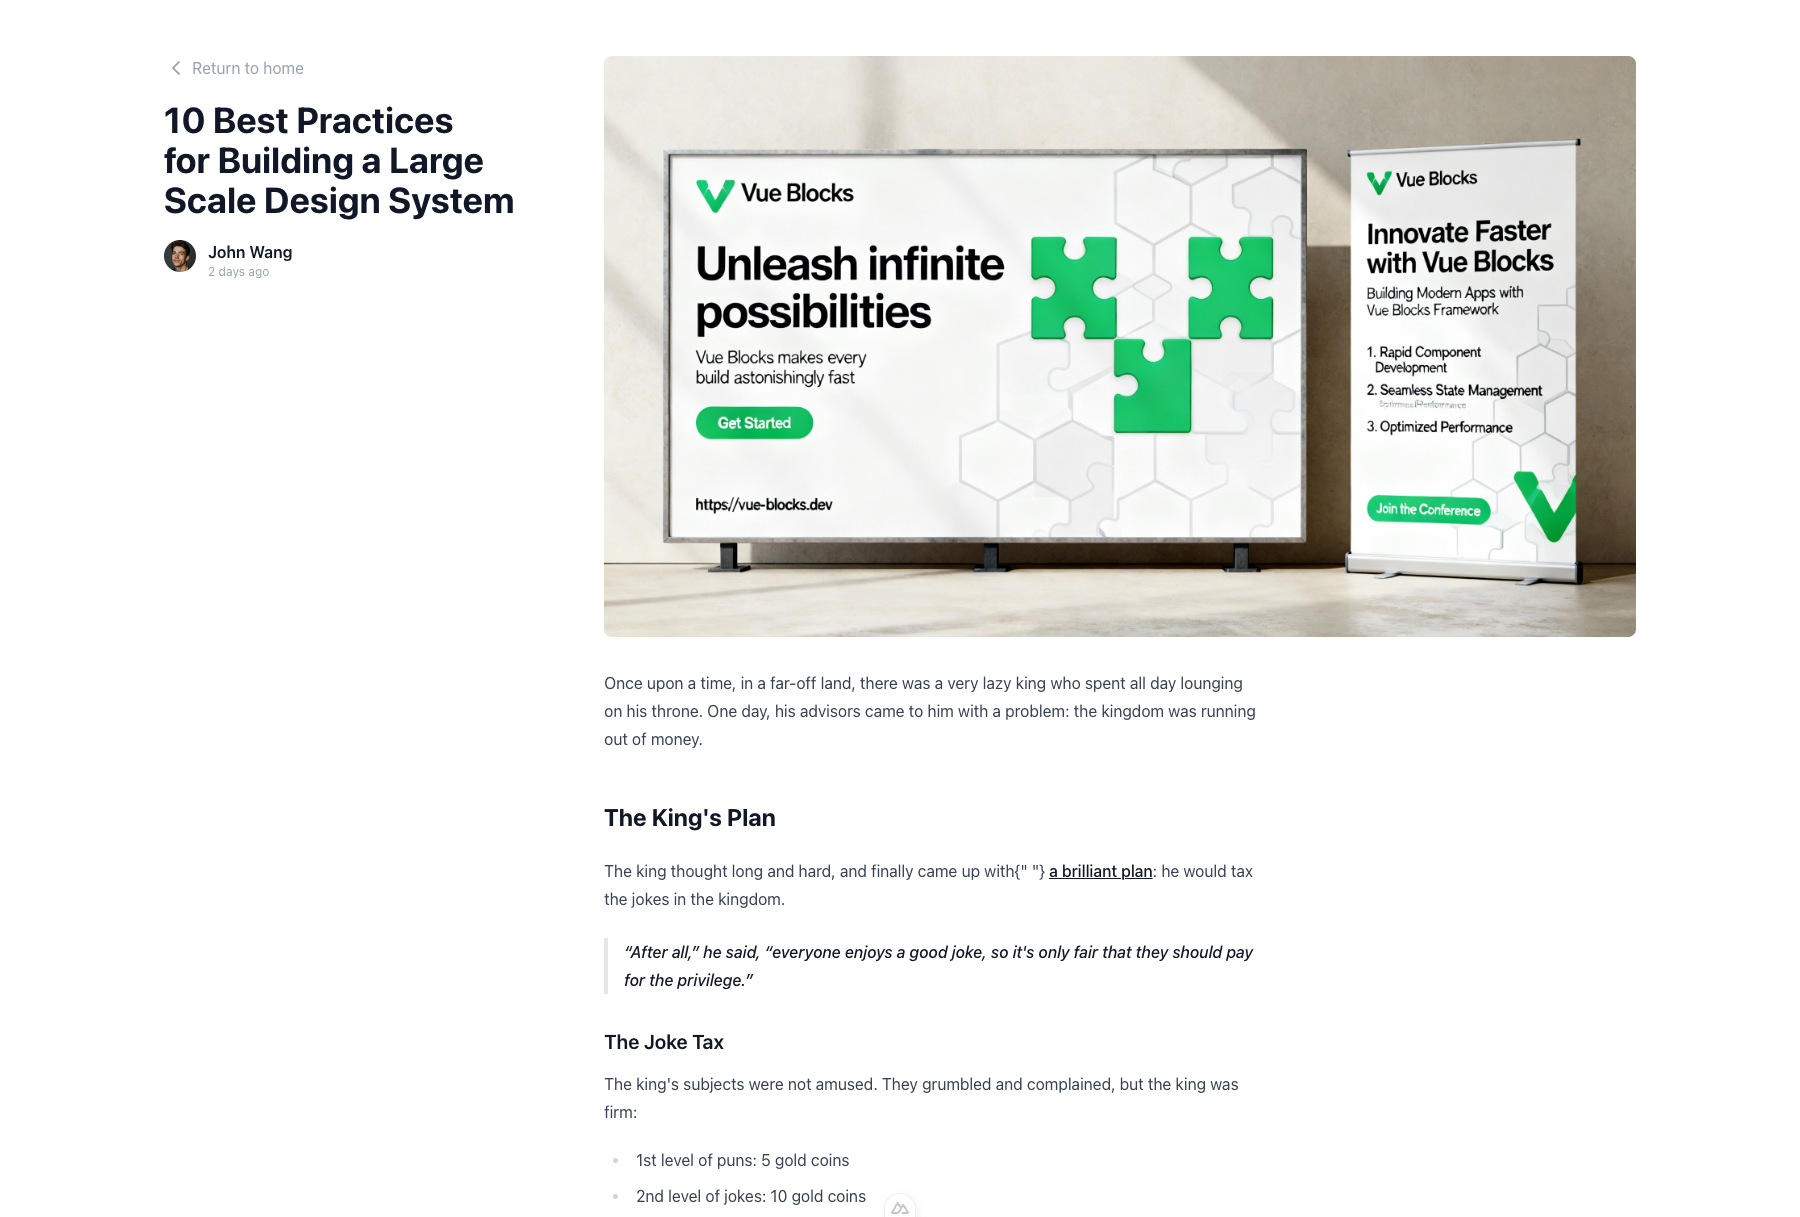 Return to home
10 Best Practices
for Building a Large
Scale Design System
John Wang
2 days ago
Vue Blocks
Unleash infinite
possibilities
Vue Blocks makes every
build astonishingly fast
Get Started
https://vue-blocks.dev
Vue Blocks
Innovate Faster
with Vue Blocks
Building Modern Apps with
Vue Blocks Framework
1. Rapid Component
Development
2. Seamless State Management
3. Optimized Performance
Join the Conference
Once upon a time, in a far-off land, there was a very lazy king who spent all day lounging
on his throne. One day, his advisors came to him with a problem: the kingdom was running
out of money.
The King's Plan
The king thought long and hard, and finally came up with{" "} a brilliant plan: he would tax
the jokes in the kingdom.
“After all,” he said, “everyone enjoys a good joke, so it's only fair that they should pay
for the privilege.”
The Joke Tax
The king's subjects were not amused. They grumbled and complained, but the king was
firm:
• 1st level of puns: 5 gold coins
• 2nd level of jokes: 10 gold coins